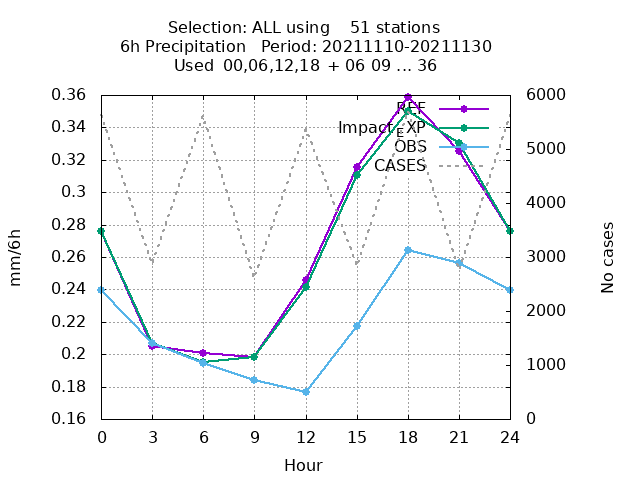 Selection: ALL using 51 stations
6h Precipitation Period: 20211110-20211130
Used 00,06,12,18 + 06 09 ... 36
0.36
0.34
0.32
0.3
0.28
0.26
0.24
0.22
0.2
0.18
0.16
6000
5000
4000
3000
2000
1000
0
REF
Impact_EXP
OBS
CASES
mm/6h
No cases
0 3 6 9 12 15 18 21 24
Hour